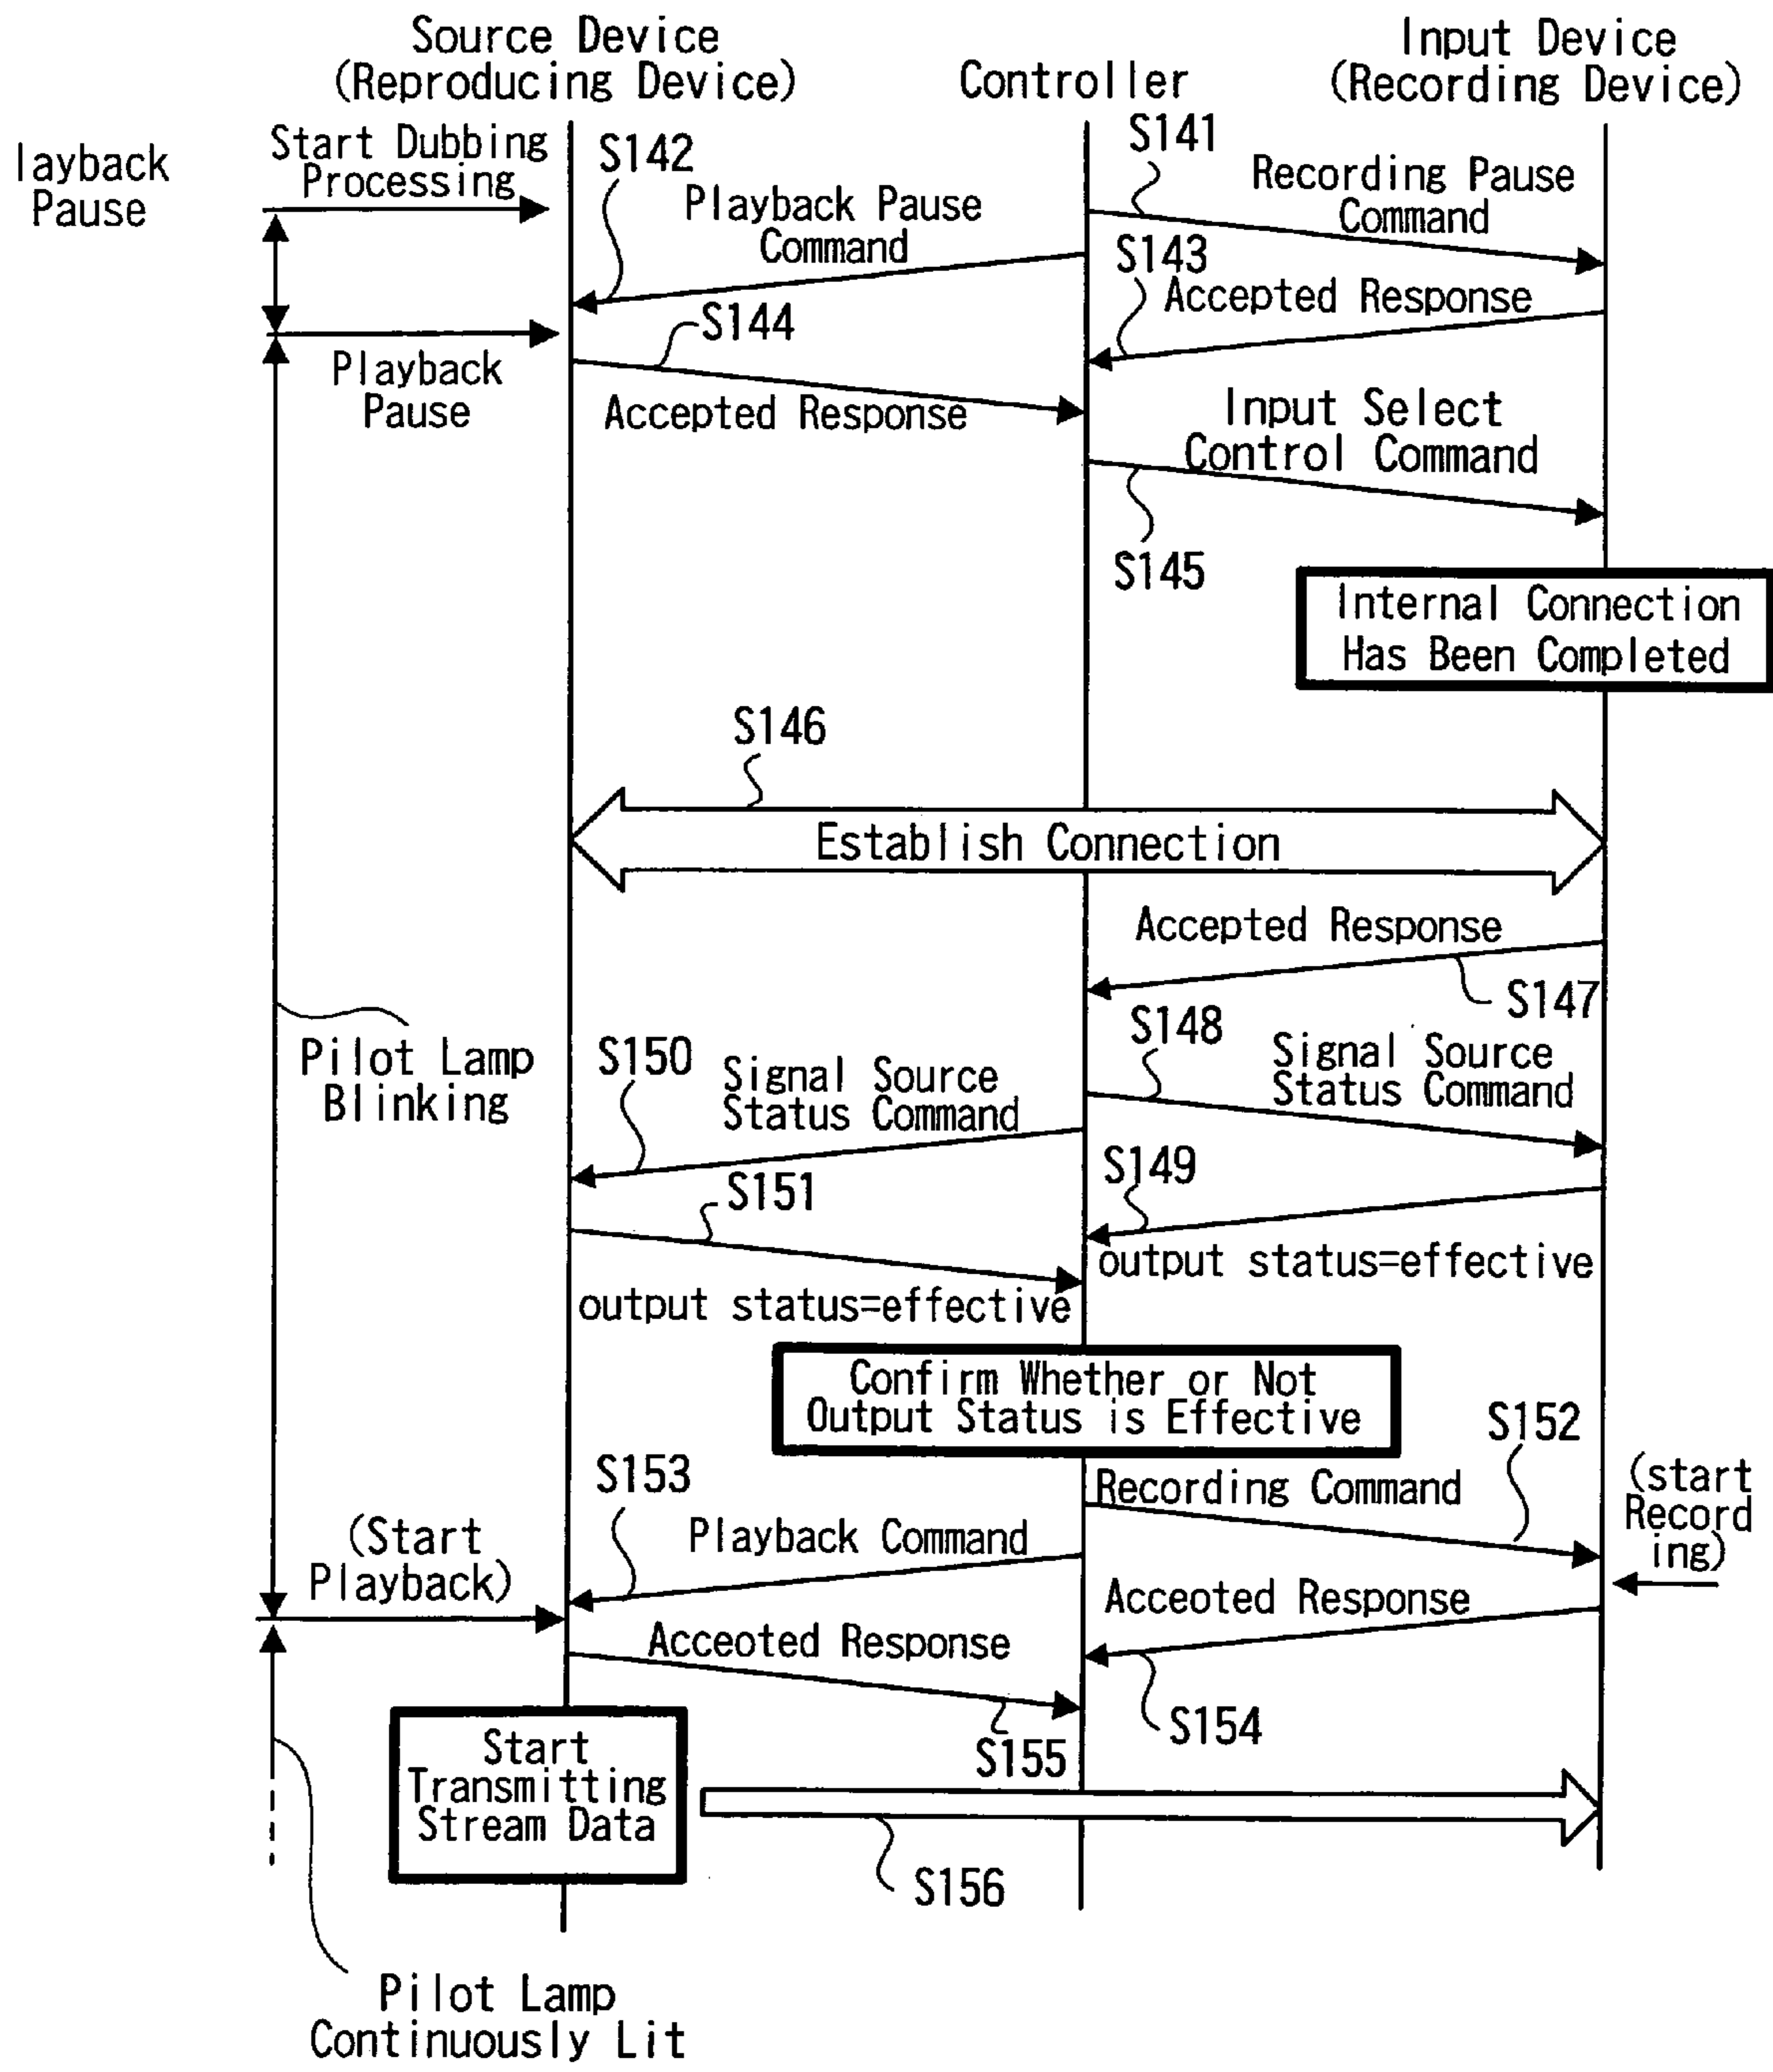 Source Device
(Reproducing Device)
Controller
Input Device
(Recording Device)
layback
Pause
Start Dubbing
Processing
S142
Playback Pause
Command
S141
Recording Pause
Command
S143
Accepted Response
S144
Playback
Pause
Accepted Response
Input Select
Control Command
S145
Internal Connection
Has Been Completed
S146
Establish Connection
Accepted Response
S147
S148
Signal Source
Status Command
Pilot Lamp
Blinking
S150
Signal Source
Status Command
S149
S151
output status=effective
output status=effective
Confirm Whether or Not
Output Status is Effective
S152
S153
Recording Command
(start
Record
ing)
Playback Command
(Start
Playback)
Acceoted Response
Acceoted Response
S154
S155
Start
Transmitting
Stream Data
S156
Pilot Lamp
Continuously Lit